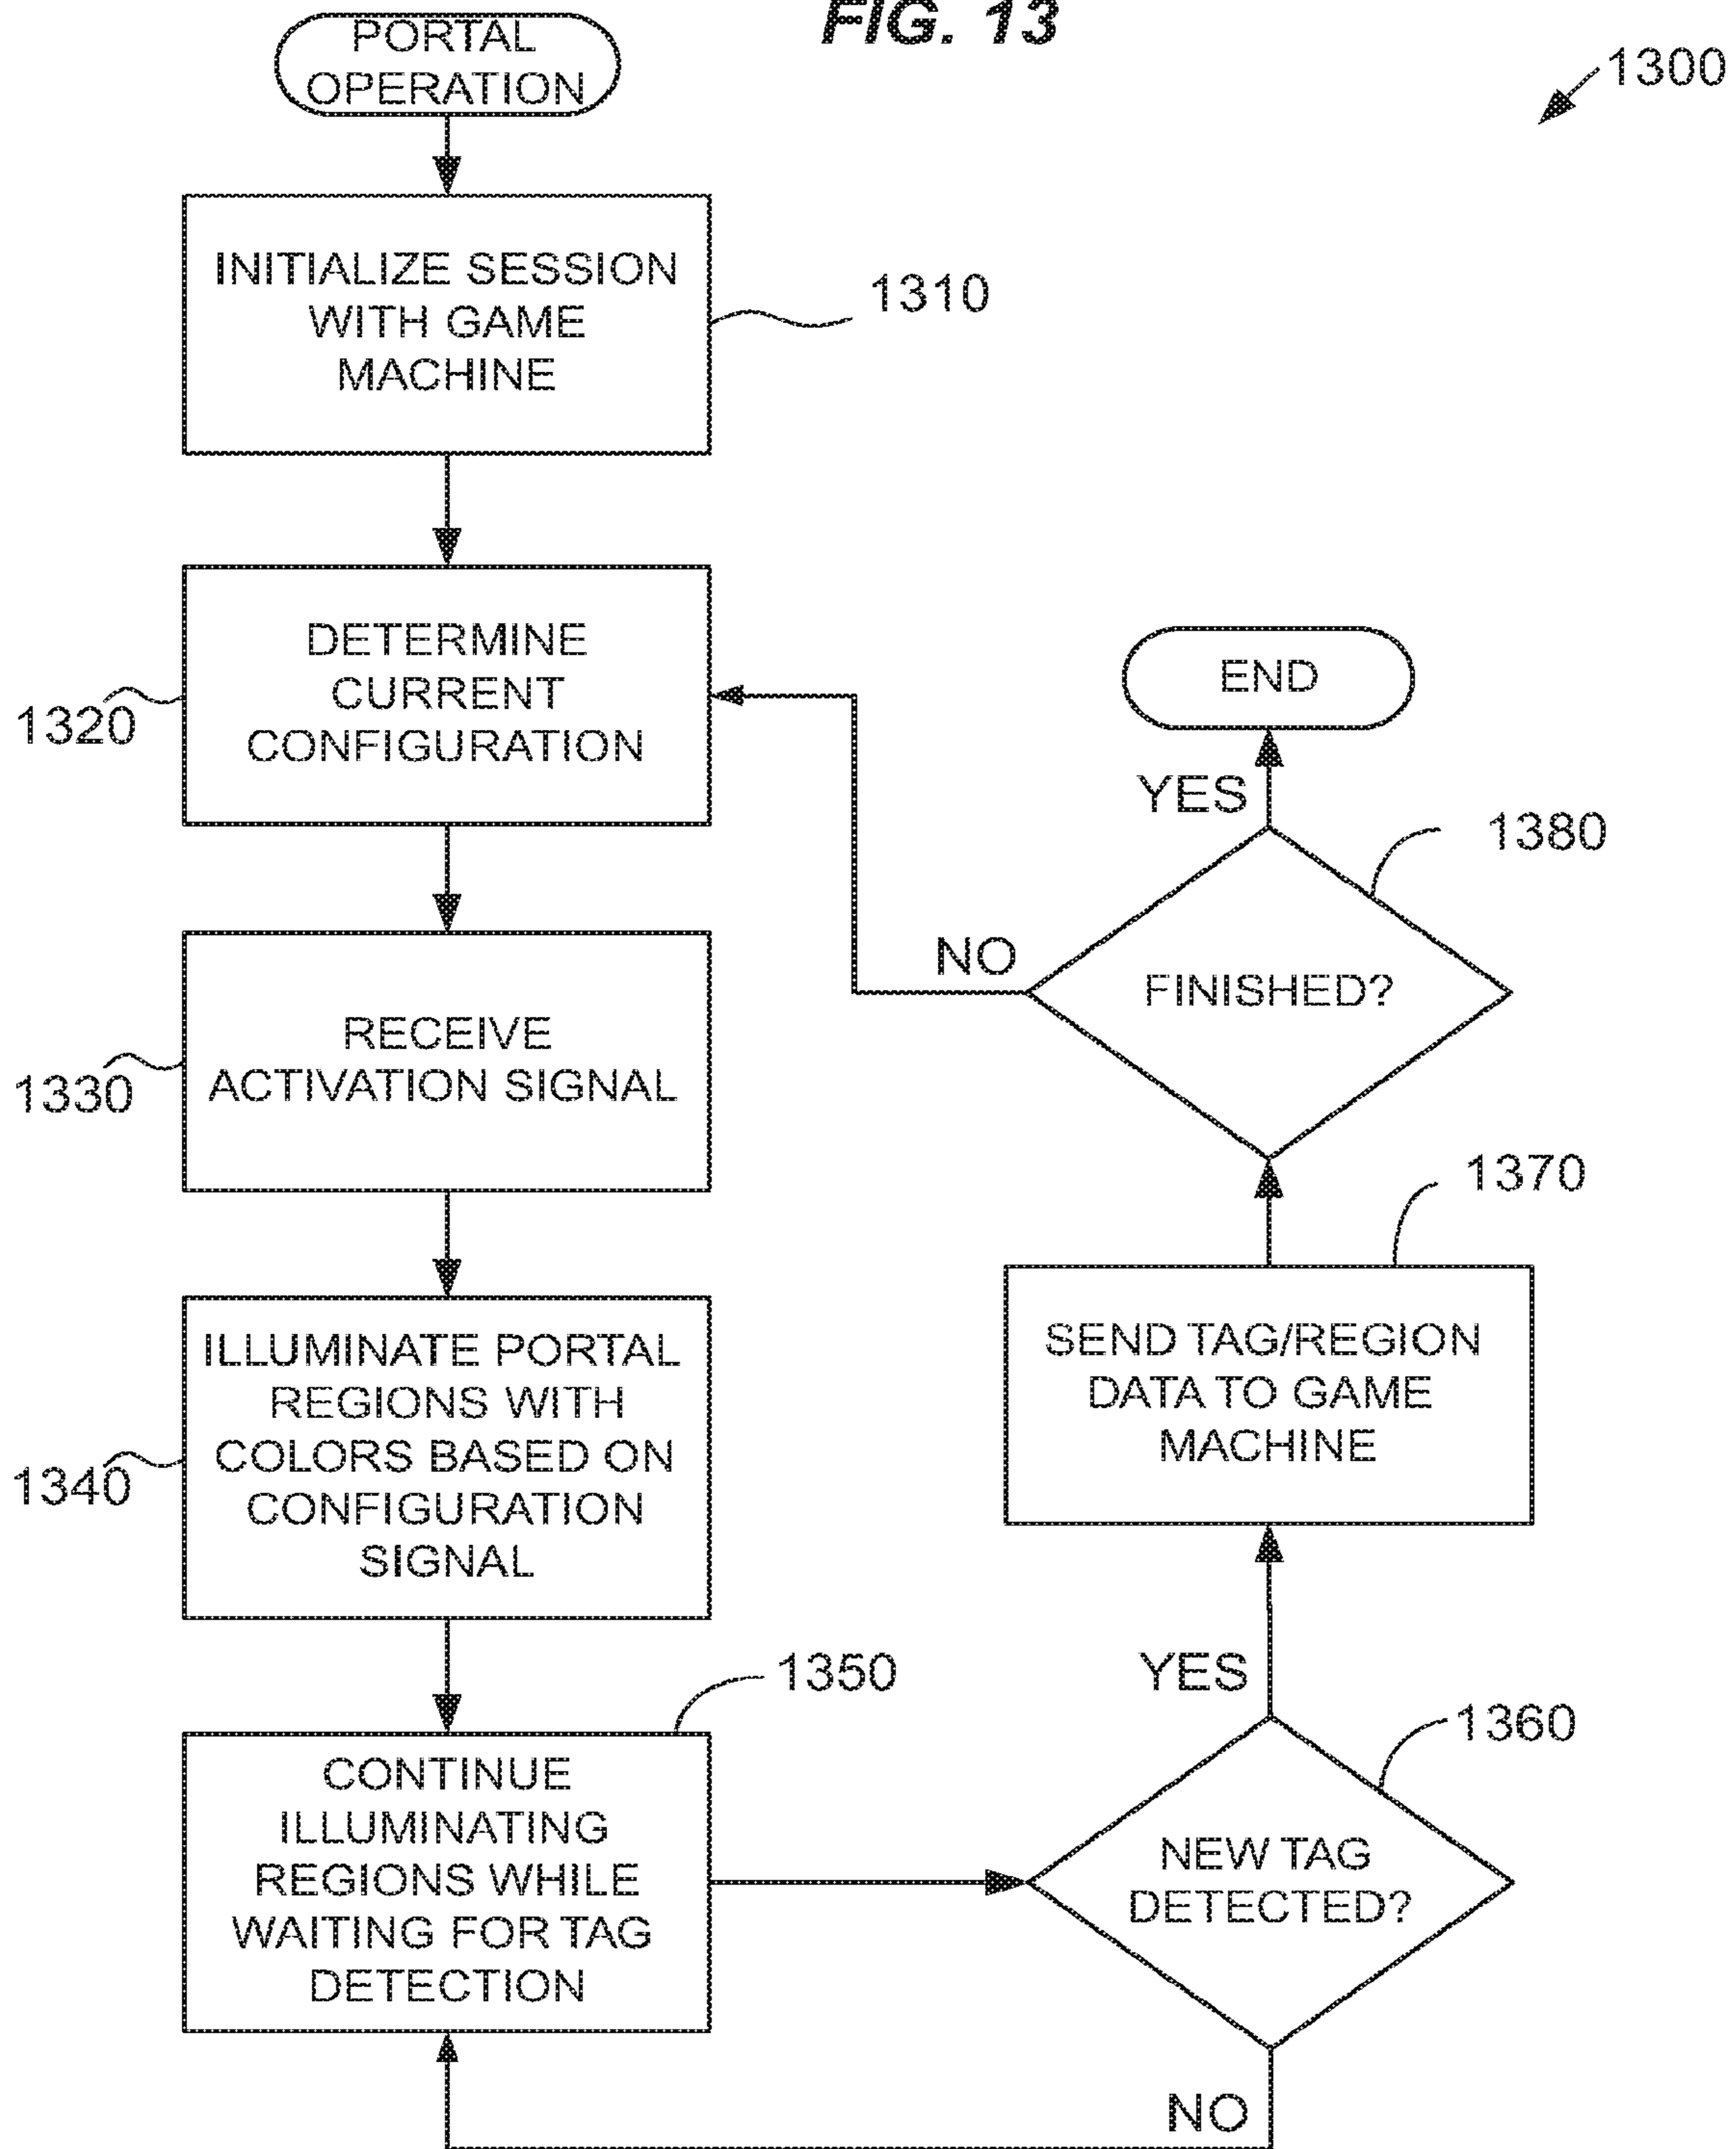 FIG. 13
1300
PORTAL
OPERATION
INITIALIZE SESSION
WITH GAME
MACHINE
1310
DETERMINE
CURRENT
CONFIGURATION
1320
RECEIVE
ACTIVATION SIGNAL
1330
ILLUMINATE PORTAL
REGIONS WITH
COLORS BASED ON
CONFIGURATION
SIGNAL
1340
CONTINUE
ILLUMINATING
REGIONS WHILE
WAITING FOR TAG
DETECTION
1350
NEW TAG
DETECTED?
1360
NO
YES
SEND TAG/REGION
DATA TO GAME
MACHINE
1370
FINISHED?
1380
NO
YES
END